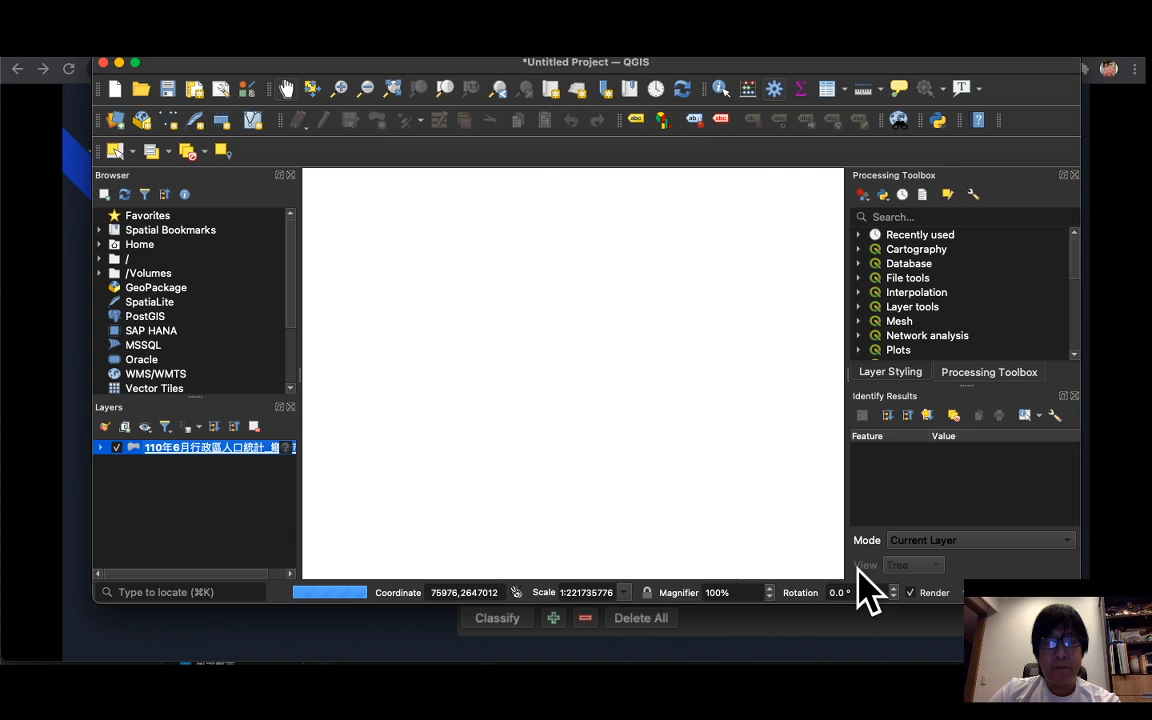 *Untitled Project — QGIS
Browser
Favorites
Spatial Bookmarks
Home
/
/Volumes
GeoPackage
SpatiaLite
PostGIS
SAP HANA
MSSQL
Oracle
WMS/WMTS
Vector Tiles
Layers
110年6月行政區人口統計_
Processing Toolbox
Search...
Recently used
Cartography
Database
File tools
Interpolation
Layer tools
Mesh
Network analysis
Plots
Layer Styling
Processing Toolbox
Identify Results
Feature
Value
Mode
Current Layer
View
Tree
Type to locate (⌘K)
Coordinate
75976,2647012
Scale
1:221735776
Magnifier
100%
Rotation
0.0 °
Render
Classify
Delete All